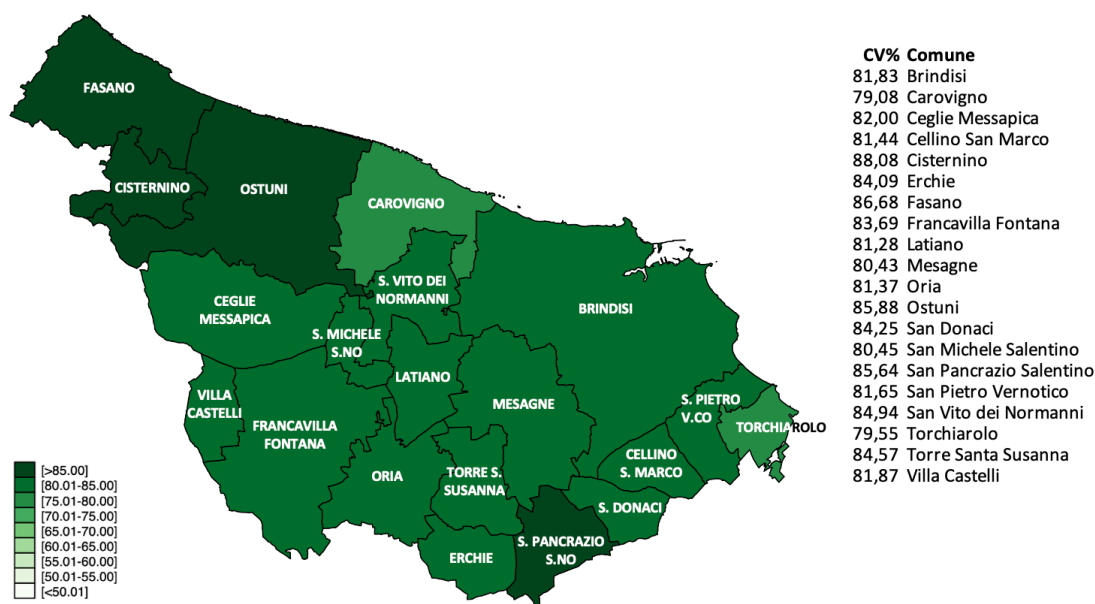 FASANO
CISTERNINO
OSTUNI
CAROVIGNO
S. VITO DEI
NORMANNI
CEGLIE
MESSAPICA
S. MICHELE
S.NO
BRINDISI
LATIANO
MESAGNE
VILLA
CASTELLI
FRANCAVILLA
FONTANA
S. PIETRO
V.CO
TORCHIAROLO
CELLINO
S. MARCO
ORIA
TORRE S.
SUSANNA
S. DONACI
S. PANCRAZIO
S.NO
ERCHIE
[>85.00]
[80.01-85.00]
[75.01-80.00]
[70.01-75.00]
[65.01-70.00]
[60.01-65.00]
[55.01-60.00]
[50.01-55.00]
[<50.01]
CV% Comune
81,83 Brindisi
79,08 Carovigno
82,00 Ceglie Messapica
81,44 Cellino San Marco
88,08 Cisternino
84,09 Erchie
86,68 Fasano
83,69 Francavilla Fontana
81,28 Latiano
80,43 Mesagne
81,37 Oria
85,88 Ostuni
84,25 San Donaci
80,45 San Michele Salentino
85,64 San Pancrazio Salentino
81,65 San Pietro Vernotico
84,94 San Vito dei Normanni
79,55 Torchiarolo
84,57 Torre Santa Susanna
81,87 Villa Castelli